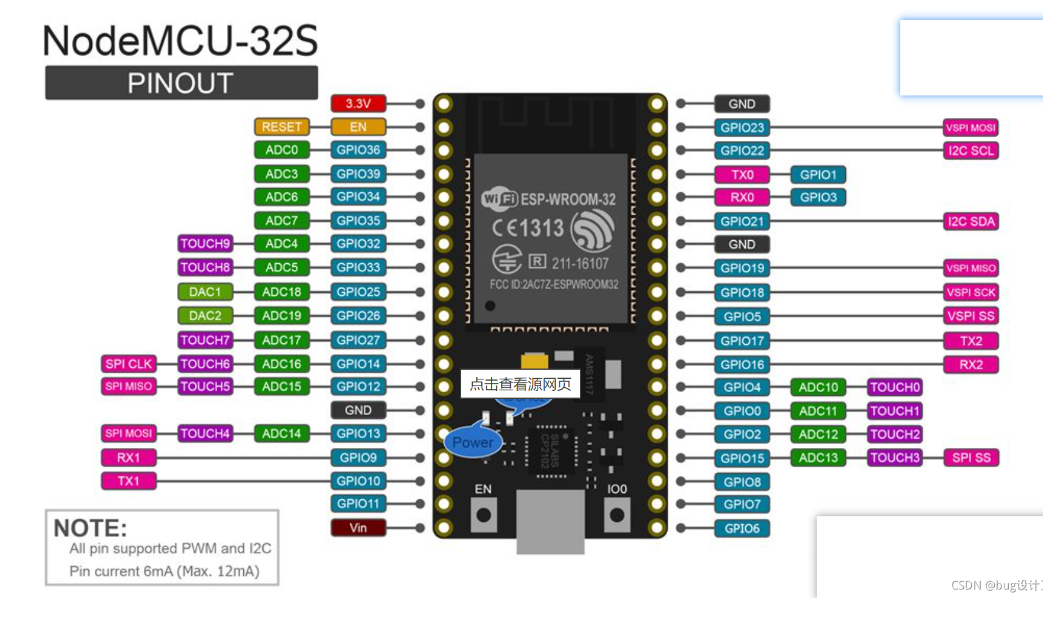 NodeMCU-32S
PINOUT
3.3V
RESET EN
ADC0 GPIO36
ADC3 GPIO39
ADC6 GPIO34
ADC7 GPIO35
TOUCH9 ADC4 GPIO32
TOUCH8 ADC5 GPIO33
DAC1 ADC18 GPIO25
DAC2 ADC19 GPIO26
TOUCH7 ADC17 GPIO27
SPI CLK TOUCH6 ADC16 GPIO14
SPI MISO TOUCH5 ADC15 GPIO12
GND
SPI MOSI TOUCH4 ADC14 GPIO13
RX1 GPIO9
TX1 GPIO10
GPIO11
Vin
WiFi ESP-WROOM-32
CE1313
R 211-16107
FCC ID:2AC7Z-ESPWROOM32
AMS1117
点击查看源网页
Power
SILABS
CP2102
EN
IO0
GND
GPIO23 VSPI MOSI
GPIO22 I2C SCL
TX0 GPIO1
RX0 GPIO3
GPIO21 I2C SDA
GND
GPIO19 VSPI MISO
GPIO18 VSPI SCK
GPIO5 VSPI SS
GPIO17 TX2
GPIO16 RX2
GPIO4 ADC10 TOUCH0
GPIO0 ADC11 TOUCH1
GPIO2 ADC12 TOUCH2
GPIO15 ADC13 TOUCH3 SPI SS
GPIO8
GPIO7
GPIO6
NOTE:
All pin supported PWM and I2C
Pin current 6mA (Max. 12mA)
CSDN @bug设计